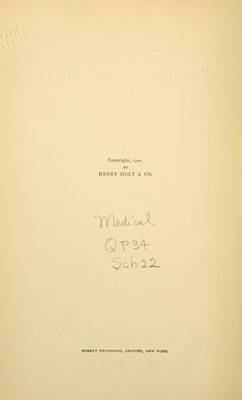 Copyright, 1900,
BY
HENRY HOLT & CO.
Medical
QP34
Sch22
ROBERT DRUMMOND, PRINTER, NEW YORK.